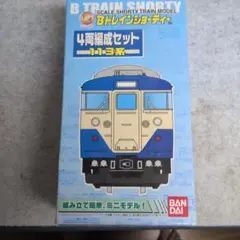 B TRAIN SHORTY
SCALE SHORTY TRAIN MODEL
Bトレインショーティー
4両編成セット
113系
組み立て簡単、ミニモデル!
BAN
DAI